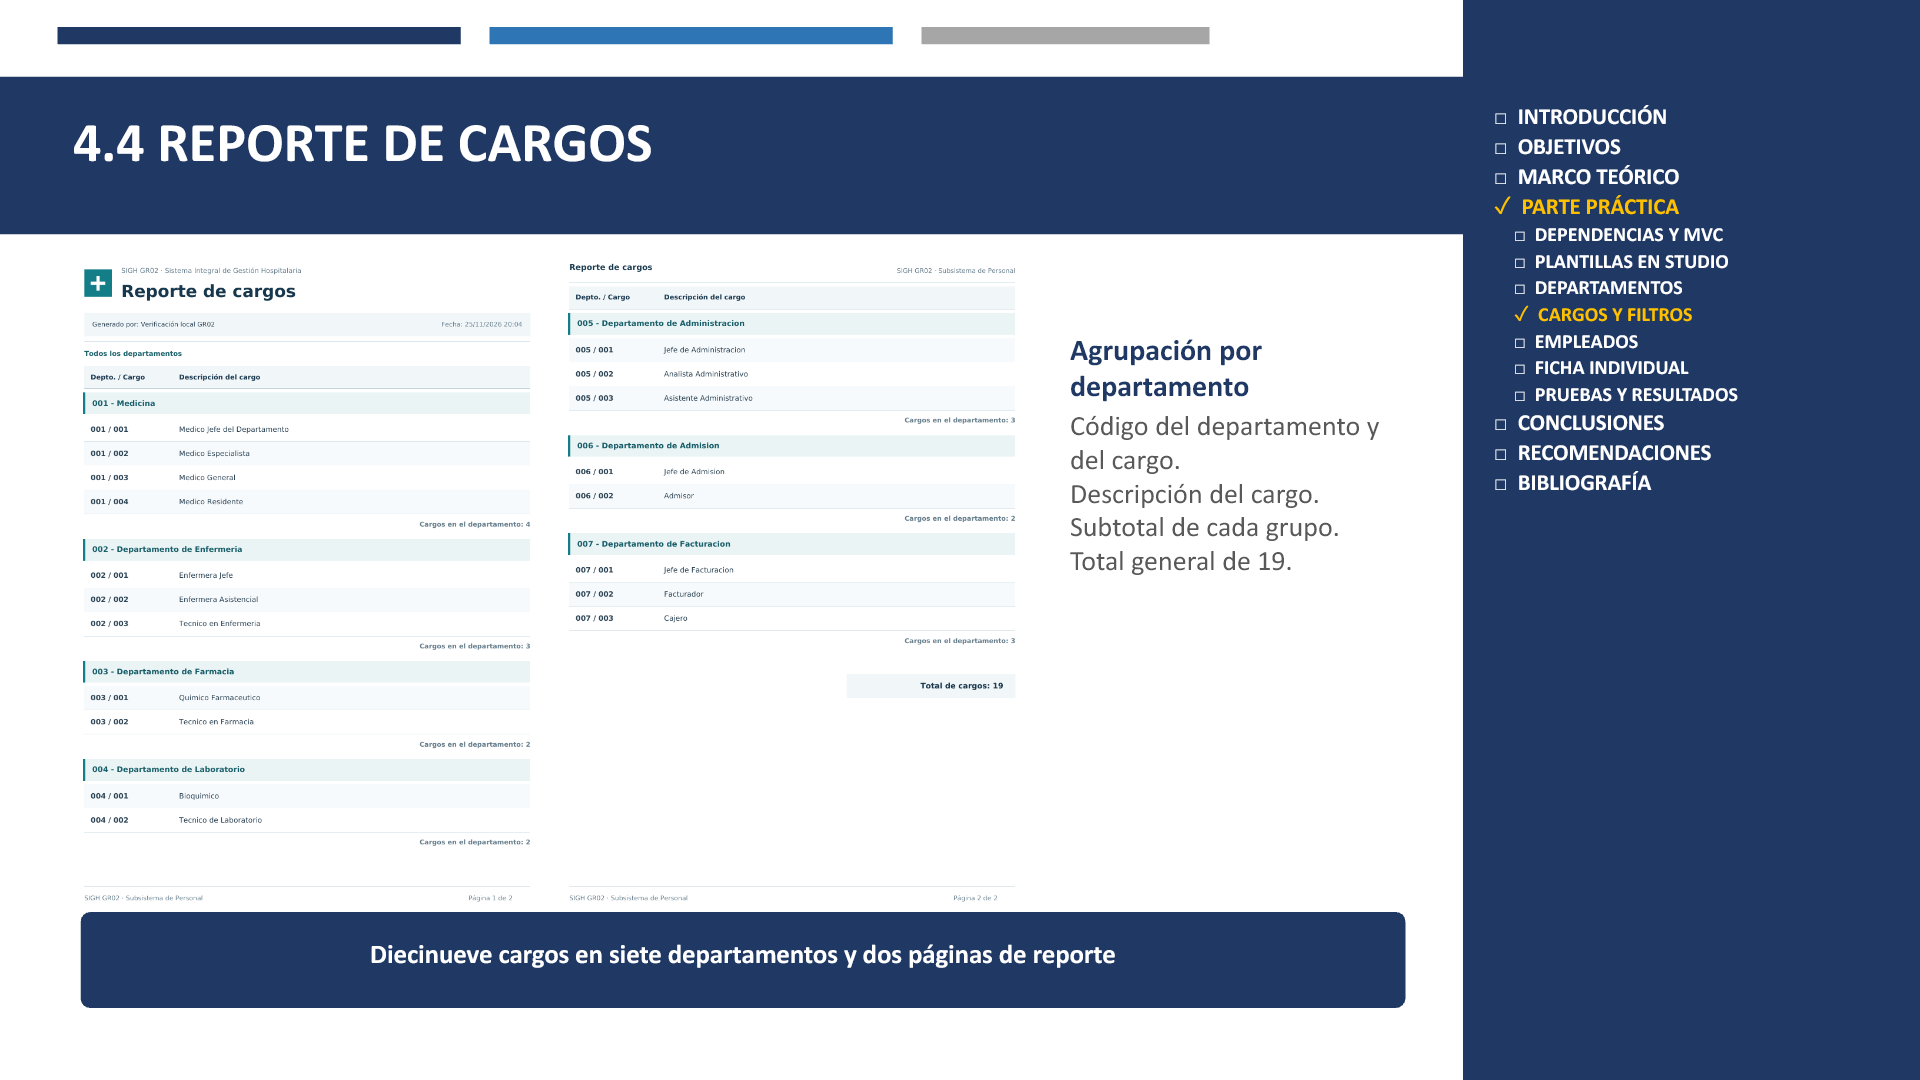 4.4 REPORTE DE CARGOS
SIGH GR02 · Sistema Integral de Gestión Hospitalaria
Reporte de cargos
Generado por: Verificación local GR02
Fecha: 25/11/2026 20:04
Todos los departamentos
Depto. / Cargo
Descripción del cargo
001 - Medicina
001 / 001
Medico Jefe del Departamento
001 / 002
Medico Especialista
001 / 003
Medico General
001 / 004
Medico Residente
Cargos en el departamento: 4
002 - Departamento de Enfermeria
002 / 001
Enfermera Jefe
002 / 002
Enfermera Asistencial
002 / 003
Tecnico en Enfermeria
Cargos en el departamento: 3
003 - Departamento de Farmacia
003 / 001
Quimico Farmaceutico
003 / 002
Tecnico en Farmacia
Cargos en el departamento: 2
004 - Departamento de Laboratorio
004 / 001
Bioquimico
004 / 002
Tecnico de Laboratorio
Cargos en el departamento: 2
SIGH GR02 · Subsistema de Personal
Página 1 de 2
Reporte de cargos
SIGH GR02 · Subsistema de Personal
Depto. / Cargo
Descripción del cargo
005 - Departamento de Administracion
005 / 001
Jefe de Administracion
005 / 002
Analista Administrativo
005 / 003
Asistente Administrativo
Cargos en el departamento: 3
006 - Departamento de Admision
006 / 001
Jefe de Admision
006 / 002
Admisor
Cargos en el departamento: 2
007 - Departamento de Facturacion
007 / 001
Jefe de Facturacion
007 / 002
Facturador
007 / 003
Cajero
Cargos en el departamento: 3
Total de cargos: 19
SIGH GR02 · Subsistema de Personal
Página 2 de 2
Agrupación por
departamento
Código del departamento y
del cargo.
Descripción del cargo.
Subtotal de cada grupo.
Total general de 19.
Diecinueve cargos en siete departamentos y dos páginas de reporte
□ INTRODUCCIÓN
□ OBJETIVOS
□ MARCO TEÓRICO
✓ PARTE PRÁCTICA
□ DEPENDENCIAS Y MVC
□ PLANTILLAS EN STUDIO
□ DEPARTAMENTOS
✓ CARGOS Y FILTROS
□ EMPLEADOS
□ FICHA INDIVIDUAL
□ PRUEBAS Y RESULTADOS
□ CONCLUSIONES
□ RECOMENDACIONES
□ BIBLIOGRAFÍA